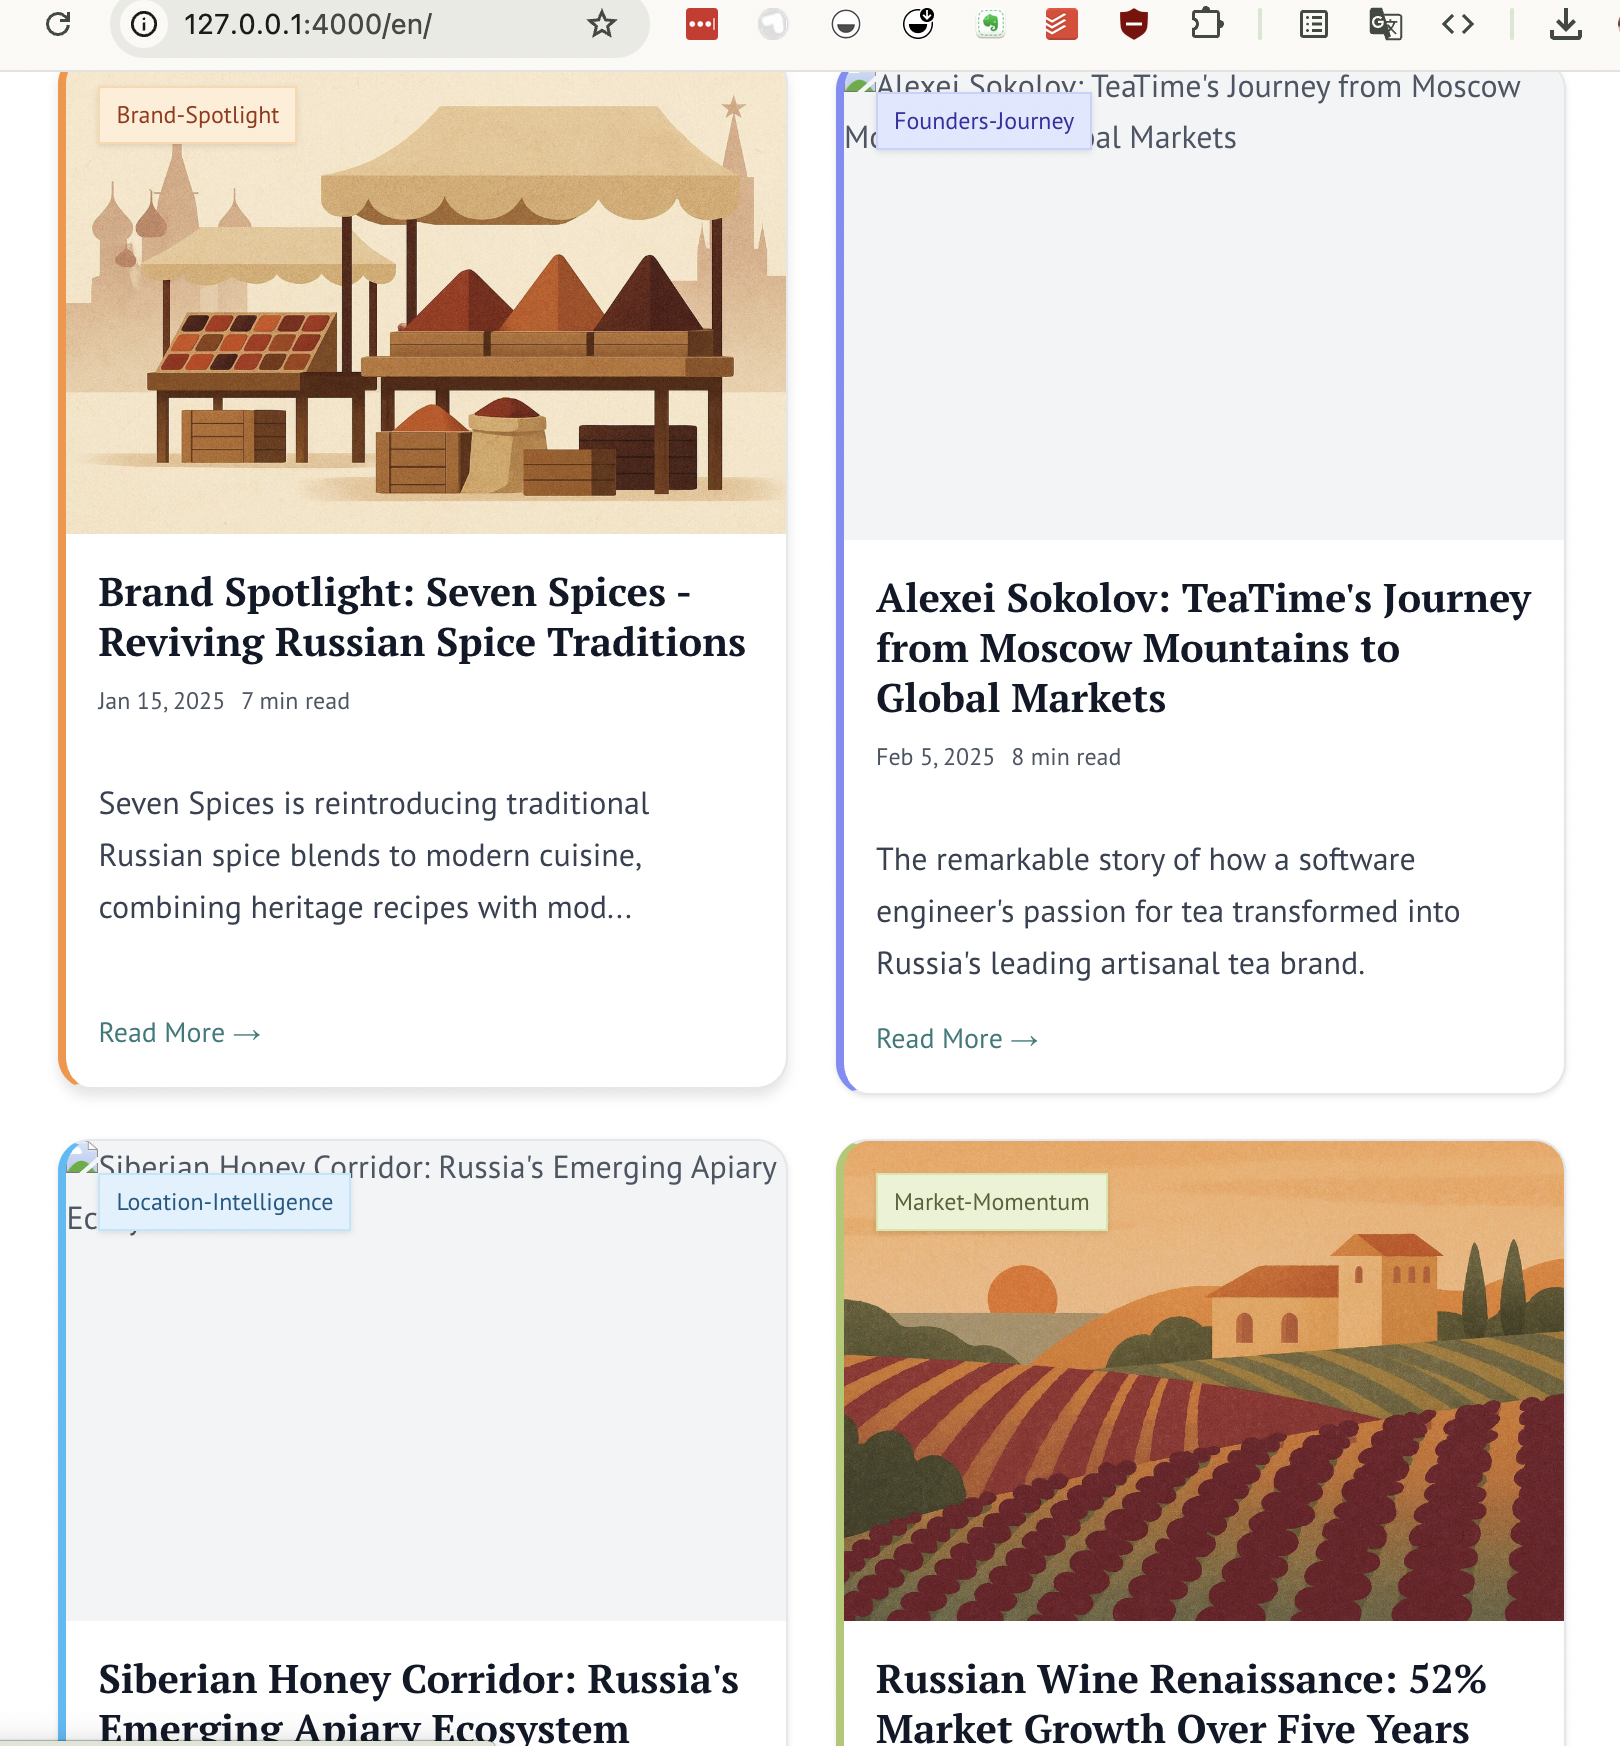 127.0.0.1:4000/en/
Brand-Spotlight
Brand Spotlight: Seven Spices -
Reviving Russian Spice Traditions
Jan 15, 2025 7 min read
Seven Spices is reintroducing traditional
Russian spice blends to modern cuisine,
combining heritage recipes with mod...
Read More →
Alexei Sokolov: TeaTime's Journey from Moscow
Global Markets
Founders-Journey
Alexei Sokolov: TeaTime's Journey
from Moscow Mountains to
Global Markets
Feb 5, 2025 8 min read
The remarkable story of how a software
engineer's passion for tea transformed into
Russia's leading artisanal tea brand.
Read More →
Siberian Honey Corridor: Russia's Emerging Apiary
Location-Intelligence
Siberian Honey Corridor: Russia's
Emerging Apiary Ecosystem
Market-Momentum
Russian Wine Renaissance: 52%
Market Growth Over Five Years